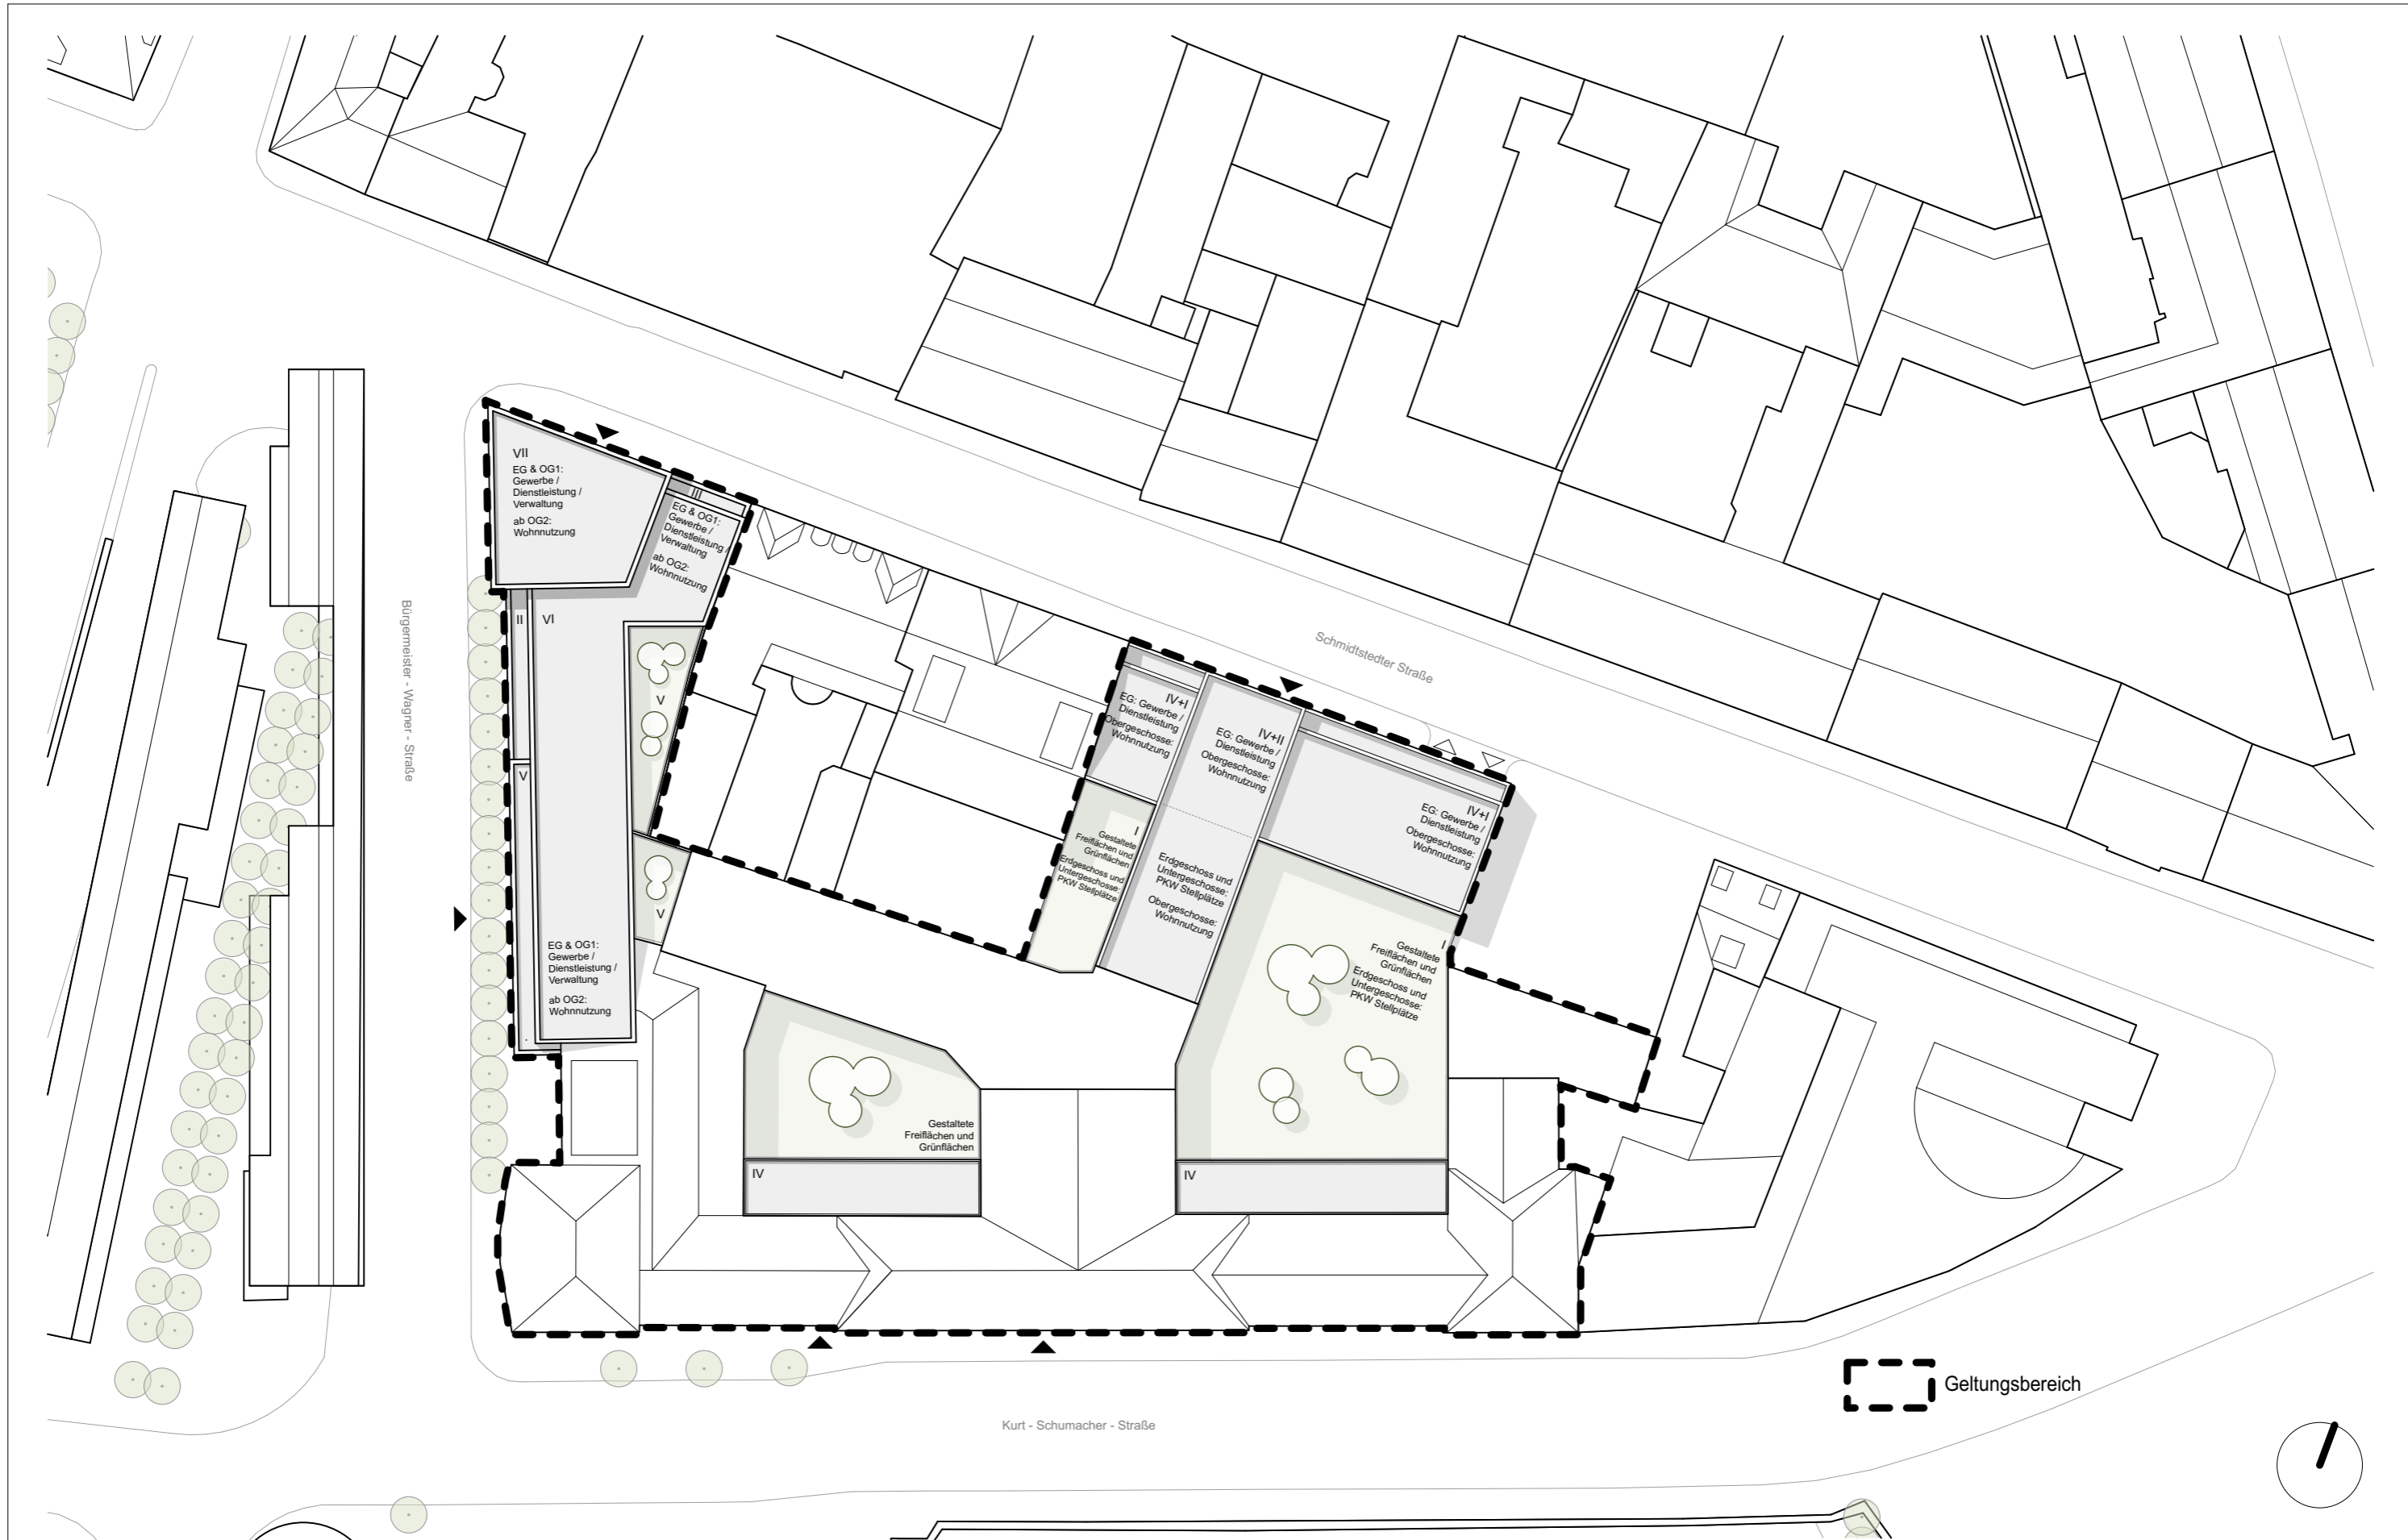 VII
EG & OG1:
Gewerbe /
Dienstleistung /
Verwaltung
ab OG2:
Wohnnutzung
III
EG & OG1:
Gewerbe /
Dienstleistung /
Verwaltung
ab OG2:
Wohnnutzung
II
VI
V
V
V
EG & OG1:
Gewerbe /
Dienstleistung /
Verwaltung
ab OG2:
Wohnnutzung
Bürgermeister - Wagner - Straße
Schmidtstedter Straße
IV+I
EG: Gewerbe /
Dienstleistung
Obergeschosse:
Wohnnutzung
IV+II
EG: Gewerbe /
Dienstleistung
Obergeschosse:
Wohnnutzung
IV+I
EG: Gewerbe /
Dienstleistung
Obergeschosse:
Wohnnutzung
I
Gestaltete
Freiflächen und
Grünflächen
Erdgeschoss und
Untergeschosse:
PKW Stellplätze
Erdgeschoss und
Untergeschosse:
PKW Stellplätze
Obergeschosse:
Wohnnutzung
I
Gestaltete
Freiflächen und
Grünflächen
Erdgeschoss und
Untergeschosse:
PKW Stellplätze
Gestaltete
Freiflächen und
Grünflächen
IV
IV
Geltungsbereich
Kurt - Schumacher - Straße